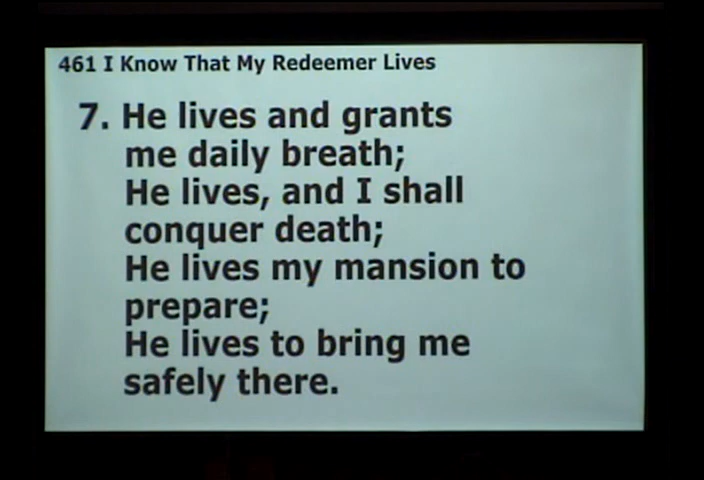 461 I Know That My Redeemer Lives
7. He lives and grants
me daily breath;
He lives, and I shall
conquer death;
He lives my mansion to
prepare;
He lives to bring me
safely there.